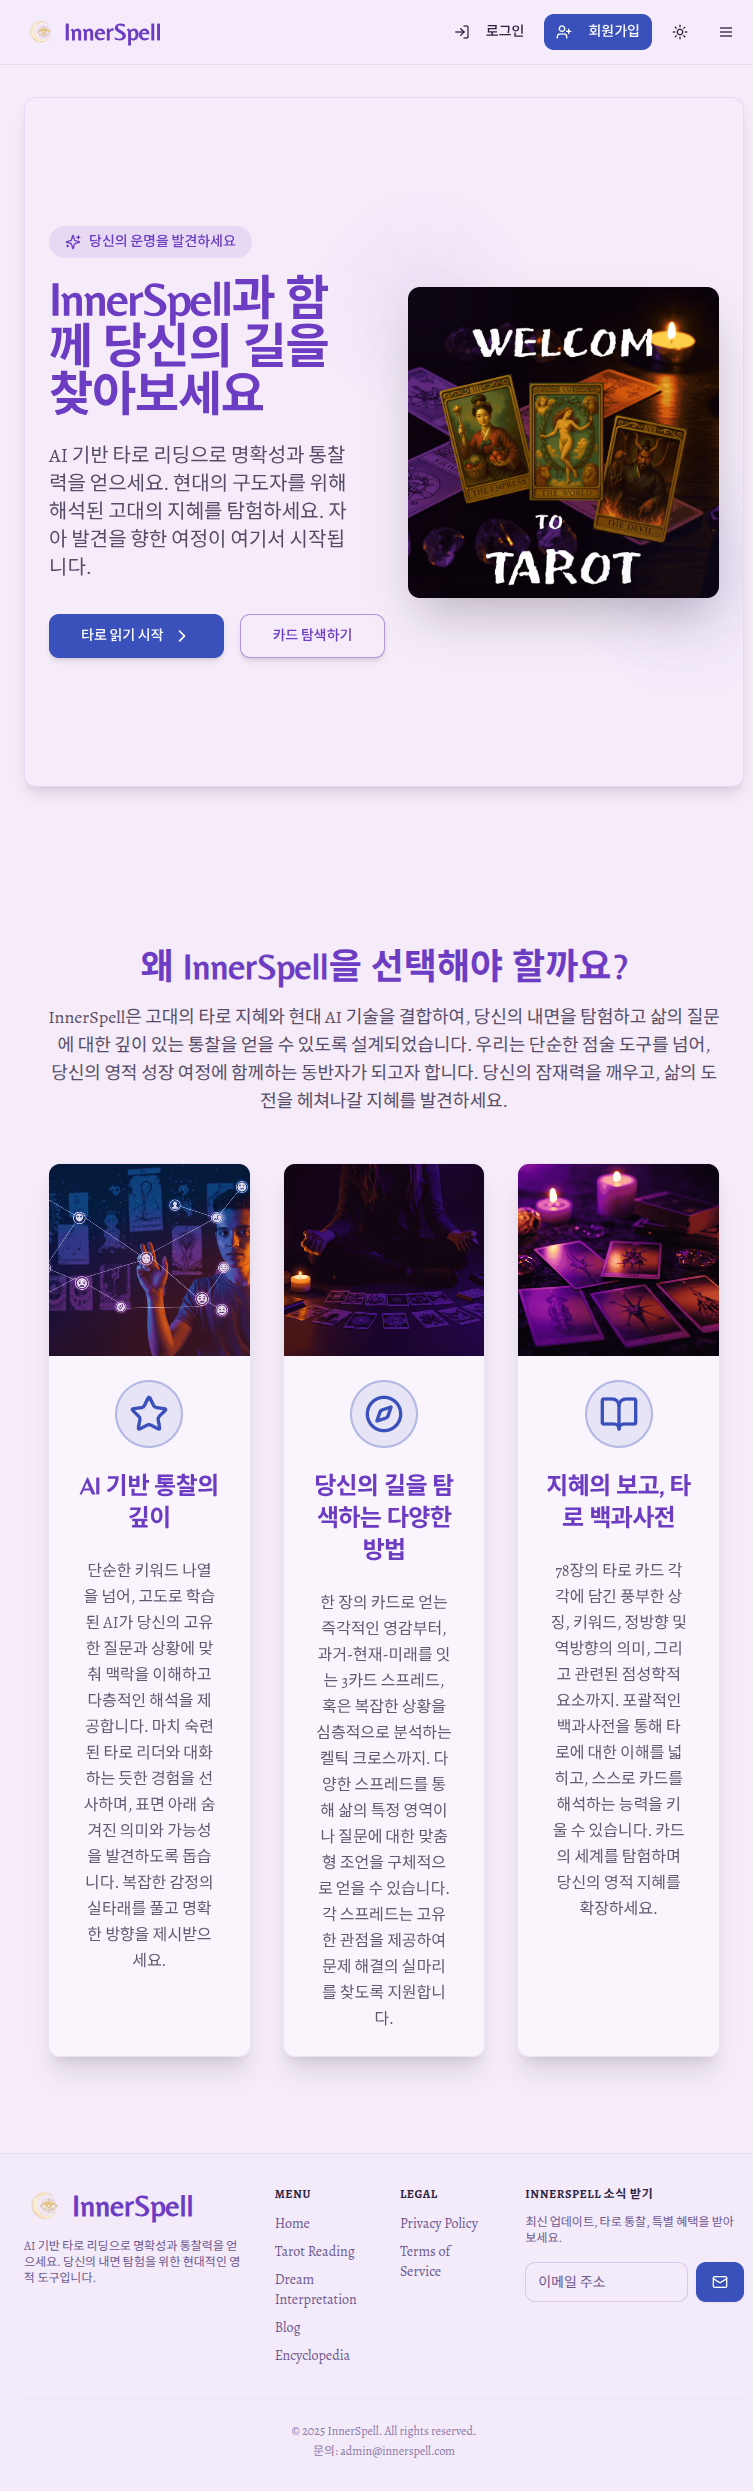 InnerSpell
로그인
회원가입
당신의 운명을 발견하세요
InnerSpell과 함
께 당신의 길을
찾아보세요
AI 기반 타로 리딩으로 명확성과 통찰
력을 얻으세요. 현대의 구도자를 위해
해석된 고대의 지혜를 탐험하세요. 자
아 발견을 향한 여정이 여기서 시작됩
니다.
타로 읽기 시작
카드 탐색하기
WELCOM
THE EMPRESS
THE WORLD
THE DEVIL
TO
TAROT
왜 InnerSpell을 선택해야 할까요?
InnerSpell은 고대의 타로 지혜와 현대 AI 기술을 결합하여, 당신의 내면을 탐험하고 삶의 질문
에 대한 깊이 있는 통찰을 얻을 수 있도록 설계되었습니다. 우리는 단순한 점술 도구를 넘어,
당신의 영적 성장 여정에 함께하는 동반자가 되고자 합니다. 당신의 잠재력을 깨우고, 삶의 도
전을 헤쳐나갈 지혜를 발견하세요.
AI 기반 통찰의
깊이
단순한 키워드 나열
을 넘어, 고도로 학습
된 AI가 당신의 고유
한 질문과 상황에 맞
춰 맥락을 이해하고
다층적인 해석을 제
공합니다. 마치 숙련
된 타로 리더와 대화
하는 듯한 경험을 선
사하며, 표면 아래 숨
겨진 의미와 가능성
을 발견하도록 돕습
니다. 복잡한 감정의
실타래를 풀고 명확
한 방향을 제시받으
세요.
당신의 길을 탐
색하는 다양한
방법
한 장의 카드로 얻는
즉각적인 영감부터,
과거-현재-미래를 잇
는 3카드 스프레드,
혹은 복잡한 상황을
심층적으로 분석하는
켈틱 크로스까지. 다
양한 스프레드를 통
해 삶의 특정 영역이
나 질문에 대한 맞춤
형 조언을 구체적으
로 얻을 수 있습니다.
각 스프레드는 고유
한 관점을 제공하여
문제 해결의 실마리
를 찾도록 지원합니
다.
지혜의 보고, 타
로 백과사전
78장의 타로 카드 각
각에 담긴 풍부한 상
징, 키워드, 정방향 및
역방향의 의미, 그리
고 관련된 점성학적
요소까지. 포괄적인
백과사전을 통해 타
로에 대한 이해를 넓
히고, 스스로 카드를
해석하는 능력을 키
울 수 있습니다. 카드
의 세계를 탐험하며
당신의 영적 지혜를
확장하세요.
InnerSpell
AI 기반 타로 리딩으로 명확성과 통찰력을 얻
으세요. 당신의 내면 탐험을 위한 현대적인 영
적 도구입니다.
MENU
Home
Tarot Reading
Dream
Interpretation
Blog
Encyclopedia
LEGAL
Privacy Policy
Terms of
Service
INNERSPELL 소식 받기
최신 업데이트, 타로 통찰, 특별 혜택을 받아
보세요.
이메일 주소
© 2025 InnerSpell. All rights reserved.
문의: admin@innerspell.com